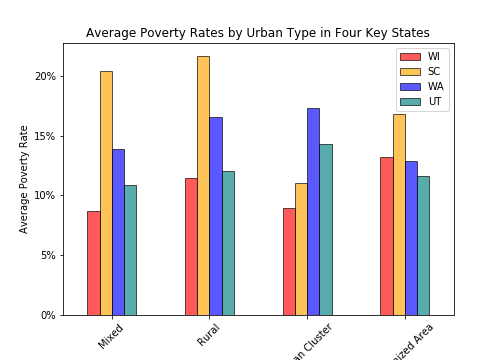 Average Poverty Rates by Urban Type in Four Key States
WI
SC
WA
UT
20%
15%
10%
5%
0%
Average Poverty Rate
Mixed
Rural
an Cluster
nized Area